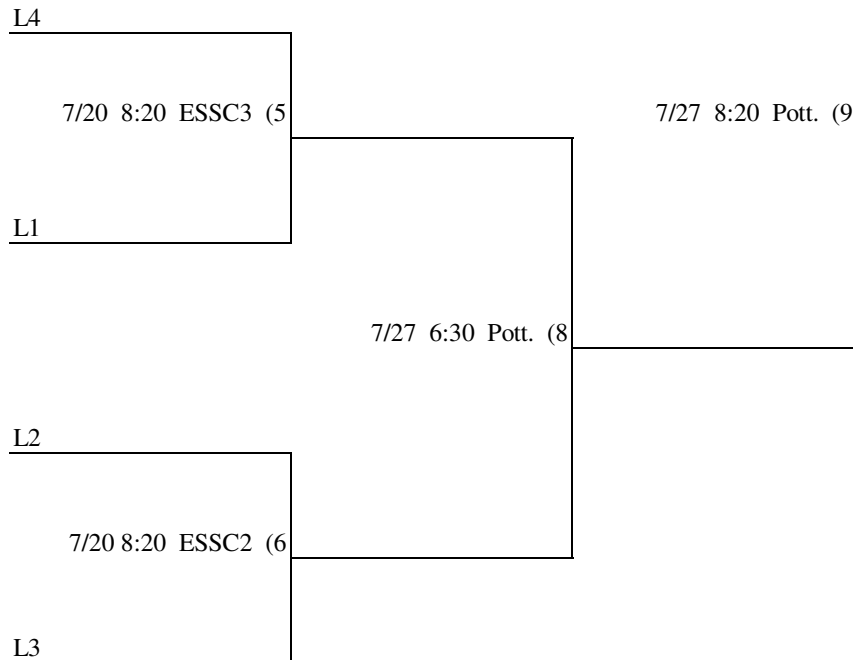 L4
7/20 8:20 ESSC3 (5
7/27 8:20 Pott. (9
L1
7/27 6:30 Pott. (8
L2
7/20 8:20 ESSC2 (6
L3